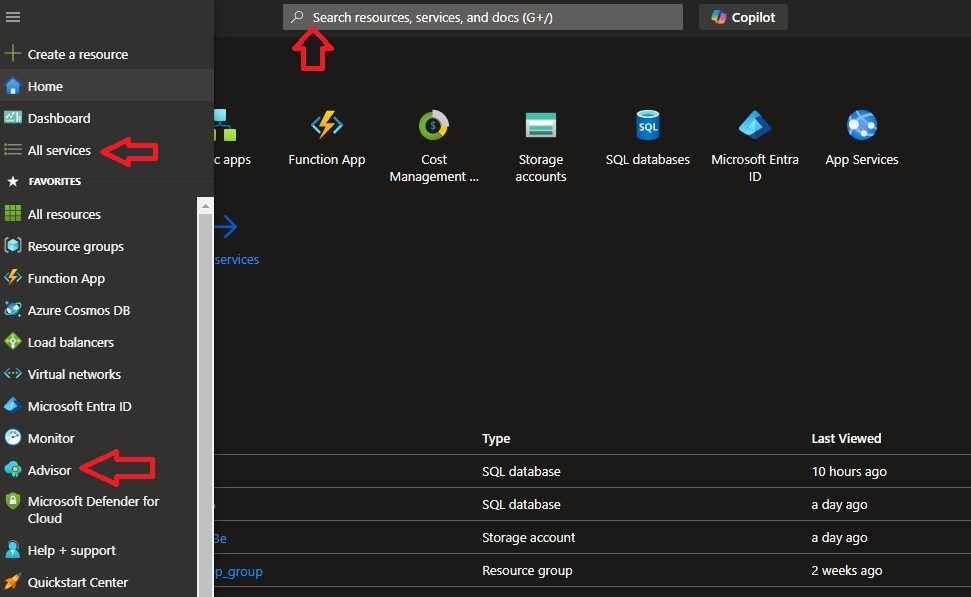 Search resources, services, and docs (G+/)
Copilot
Create a resource
Home
Dashboard
All services
FAVORITES
All resources
Resource groups
Function App
Azure Cosmos DB
Load balancers
Virtual networks
Microsoft Entra ID
Monitor
Advisor
Microsoft Defender for
Cloud
Help + support
Quickstart Center
c apps
Function App
Cost
Management ...
Storage
accounts
SQL
SQL databases
Microsoft Entra
ID
App Services
services
Type
Last Viewed
SQL database
10 hours ago
SQL database
a day ago
3e
Storage account
a day ago
p_group
Resource group
2 weeks ago